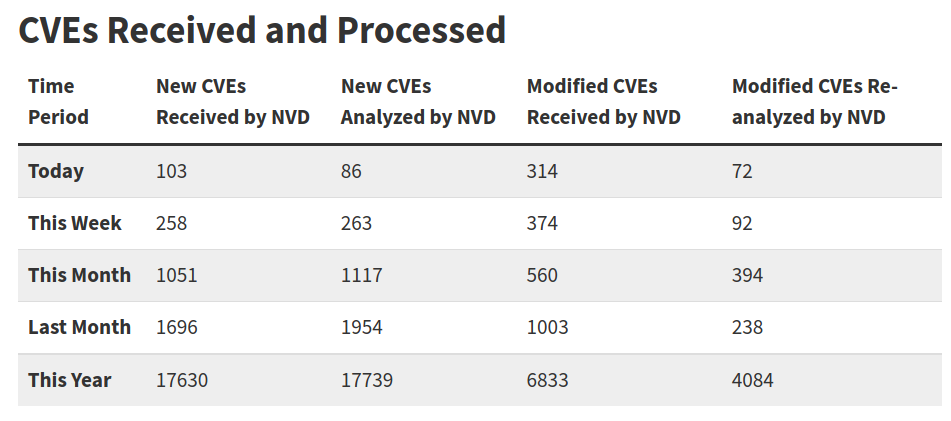 CVEs Received and Processed
Time Period New CVEs Received by NVD New CVEs Analyzed by NVD Modified CVEs Received by NVD Modified CVEs Re-analyzed by NVD
Today 103 86 314 72
This Week 258 263 374 92
This Month 1051 1117 560 394
Last Month 1696 1954 1003 238
This Year 17630 17739 6833 4084